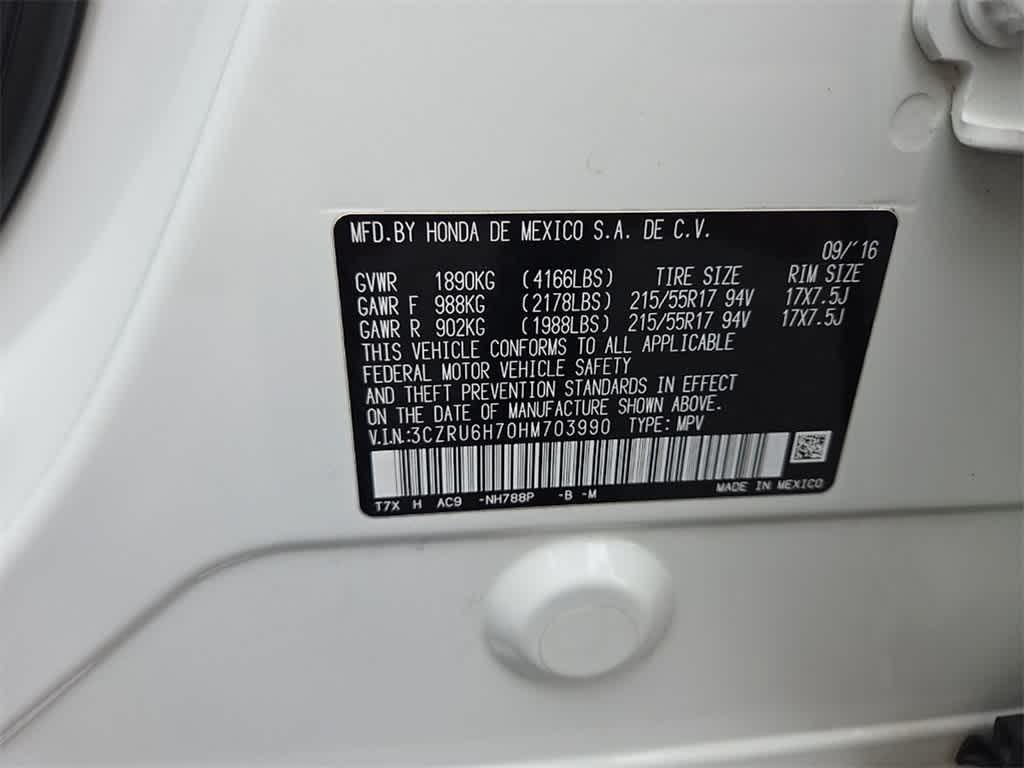 MFD.BY HONDA DE MEXICO S.A. DE C.V.
09/'16
GVWR 1890KG (4166LBS) TIRE SIZE RIM SIZE
GAWR F 988KG (2178LBS) 215/55R17 94V 17X7.5J
GAWR R 902KG (1988LBS) 215/55R17 94V 17X7.5J
THIS VEHICLE CONFORMS TO ALL APPLICABLE
FEDERAL MOTOR VEHICLE SAFETY
AND THEFT PREVENTION STANDARDS IN EFFECT
ON THE DATE OF MANUFACTURE SHOWN ABOVE.
V.I.N.:3CZRU6H70HM703990 TYPE: MPV
T7X H AC9 -NH788P -B -M MADE IN MEXICO